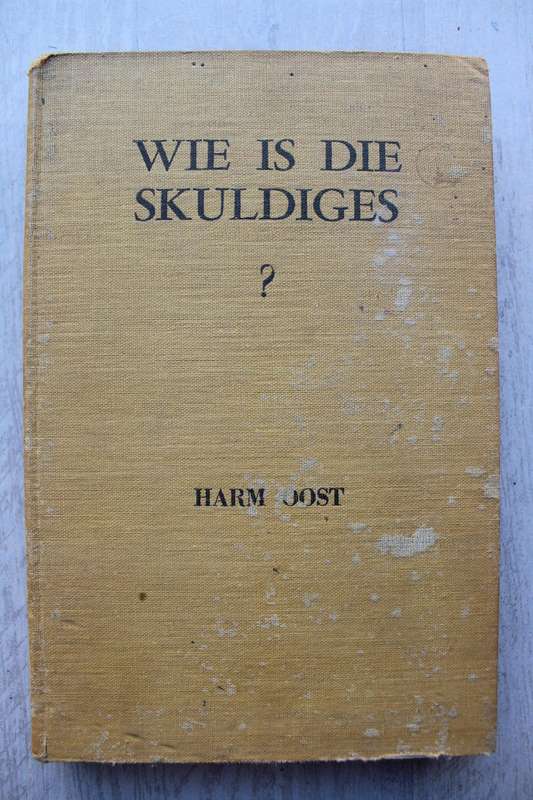 WIE IS DIE
SKULDIGES
?
HARM OOST